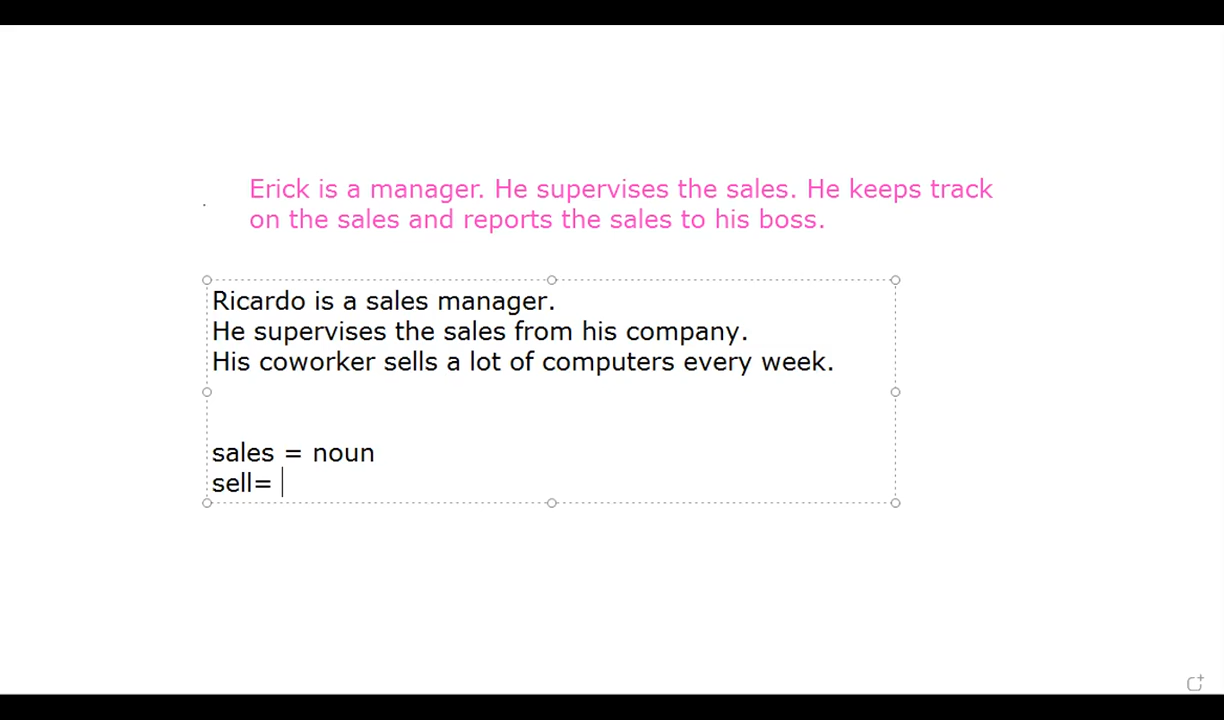 Erick is a manager. He supervises the sales. He keeps track
on the sales and reports the sales to his boss.
Ricardo is a sales manager.
He supervises the sales from his company.
His coworker sells a lot of computers every week.
sales = noun
sell=